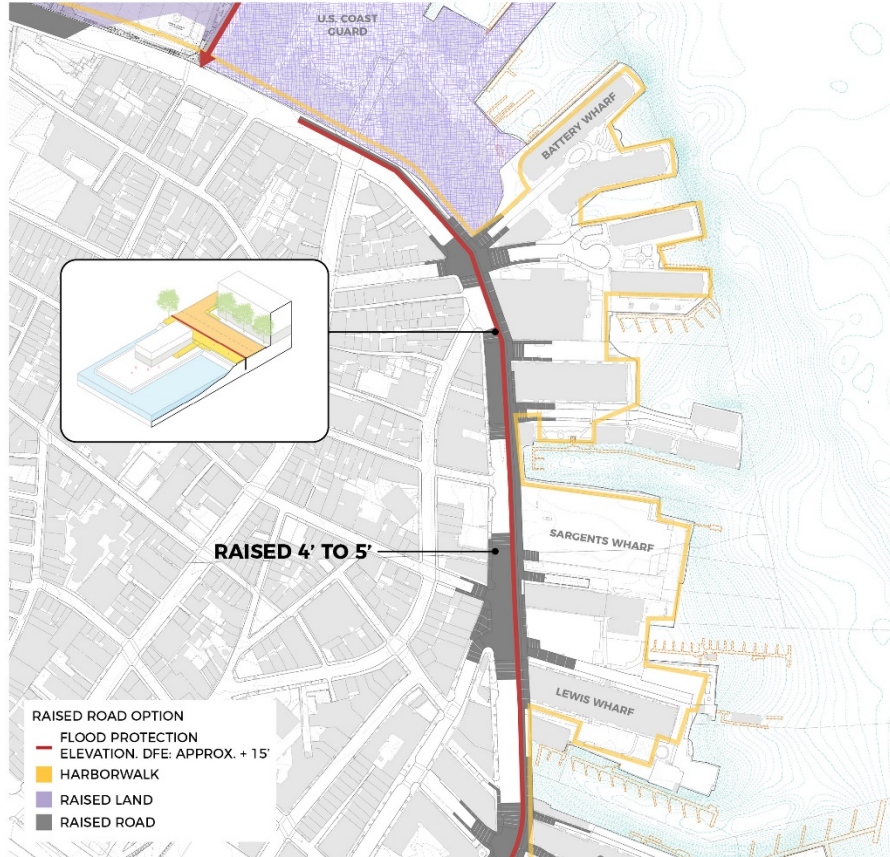 U.S. COAST
GUARD
BATTERY WHARF
RAISED 4' TO 5'
SARGENTS WHARF
LEWIS WHARF
RAISED ROAD OPTION
FLOOD PROTECTION
ELEVATION. DFE: APPROX. + 15'
HARBORWALK
RAISED LAND
RAISED ROAD